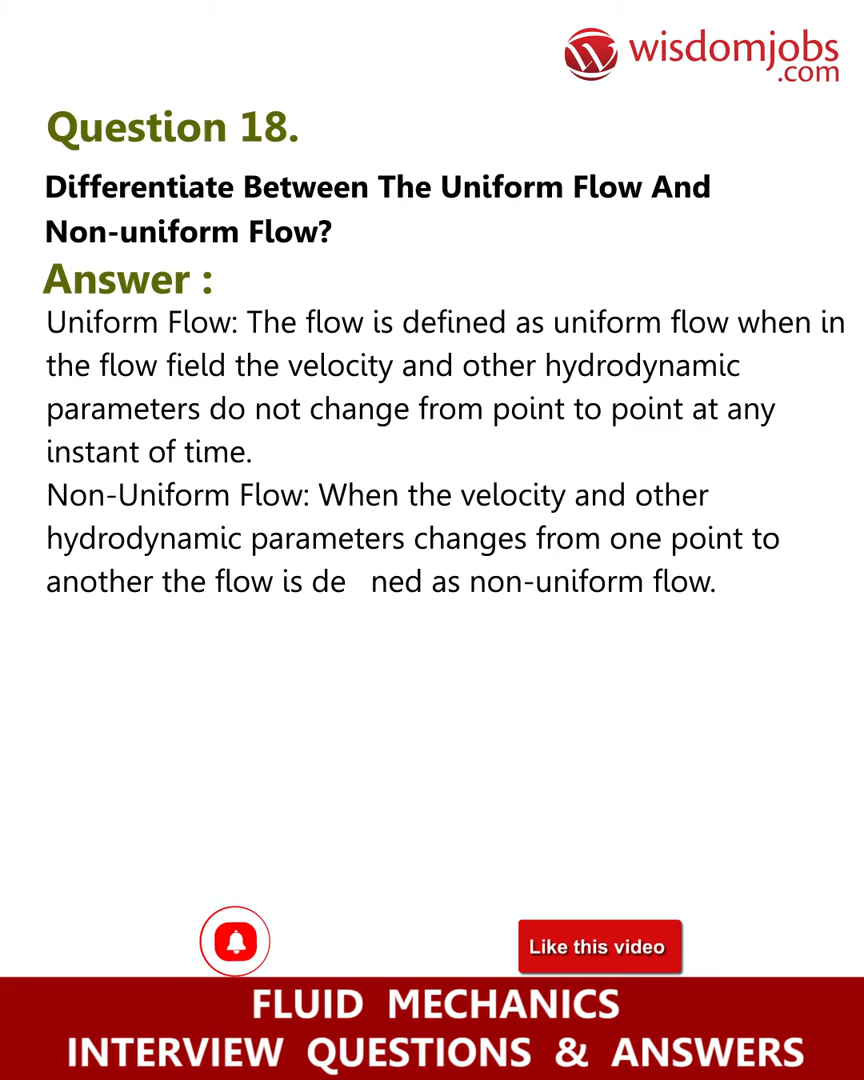 wisdomjobs
.com
Question 18.
Differentiate Between The Uniform Flow And
Non-uniform Flow?
Answer :
Uniform Flow: The flow is defined as uniform flow when in
the flow field the velocity and other hydrodynamic
parameters do not change from point to point at any
instant of time.
Non-Uniform Flow: When the velocity and other
hydrodynamic parameters changes from one point to
another the flow is de   ned as non-uniform flow.
Like this video
FLUID MECHANICS
INTERVIEW QUESTIONS & ANSWERS